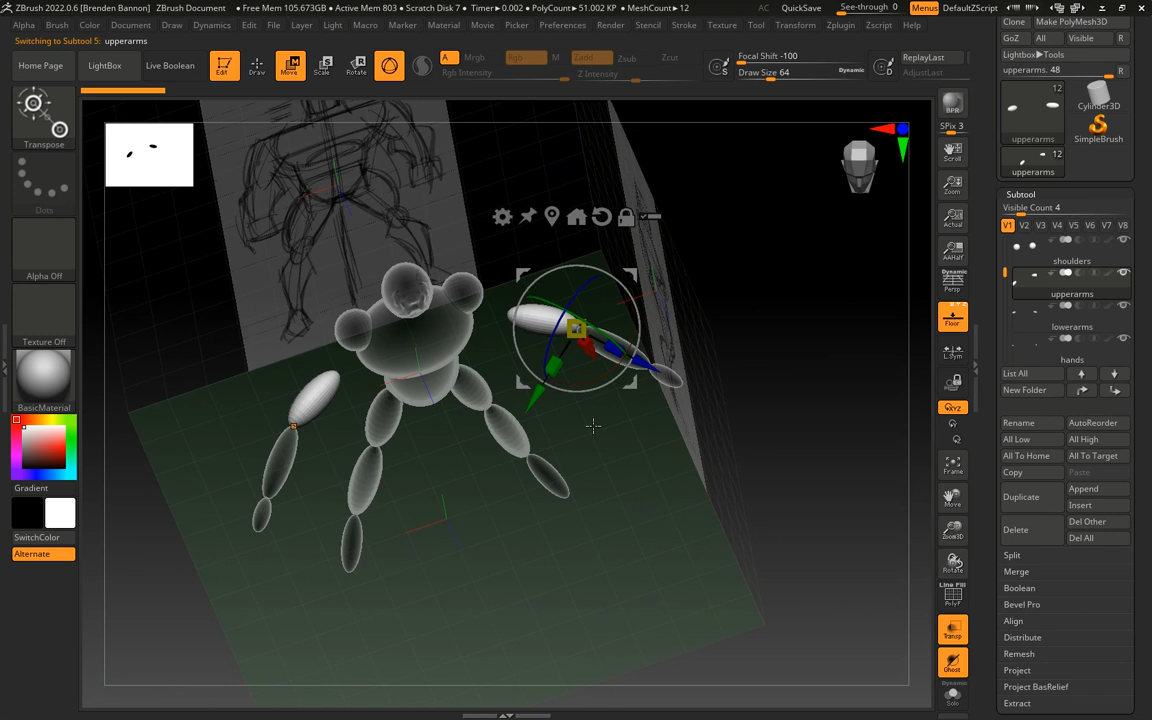 ZBrush 2022.0.6 [Brenden Bannon] ZBrush Document • Free Mem 105.673GB • Active Mem 803 • Scratch Disk 7 • Timer▶0.002 • PolyCount▶51.002 KP • MeshCount▶12 AC QuickSave See-through 0 Menus DefaultZScript
Alpha Brush Color Document Draw Dynamics Edit File Layer Light Macro Marker Material Movie Picker Preferences Render Stencil Stroke Texture Tool Transform Zplugin Zscript Help
Switching to Subtool 5: upperarms
Home Page LightBox Live Boolean Edit Draw Move Scale Rotate
A Mrgb Rgb M Zadd Zsub Zcut
Rgb Intensity Z Intensity
S Focal Shift -100
Draw Size 64 Dynamic
D ReplayLast
AdjustLast
Transpose
Dots
Alpha Off
Texture Off
BasicMaterial
Gradient
SwitchColor
Alternate
BPR
SPix 3
Scroll
Zoom
Actual
AAHalf
Dynamic
Persp
Floor
L.Sym
XYZ
Frame
Move
Zoom3D
Rotate
Line Fill
PolyF
Transp
Ghost
Dynamic
Solo
Clone Make PolyMesh3D
GoZ All Visible R
Lightbox▶Tools
upperarms. 48 R
12
upperarms
Cylinder3D
SimpleBrush
12
upperarms
Subtool
Visible Count 4
V1 V2 V3 V4 V5 V6 V7 V8
shoulders
upperarms
lowerarms
hands
List All
New Folder
Rename AutoReorder
All Low All High
All To Home All To Target
Copy Paste
Duplicate Append
Insert
Delete Del Other
Del All
Split
Merge
Boolean
Bevel Pro
Align
Distribute
Remesh
Project
Project BasRelief
Extract